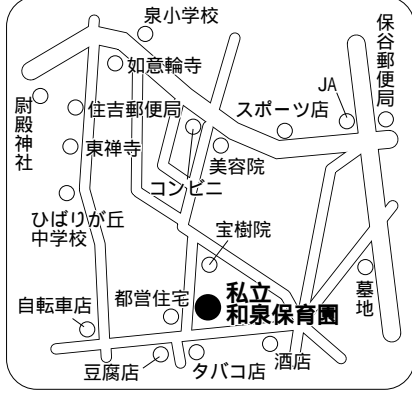 泉小学校
如意輪寺
保谷郵便局
JA
尉殿神社
住吉郵便局
スポーツ店
東禅寺
美容院
コンビニ
ひばりが丘
中学校
宝樹院
自転車店
都営住宅
私立
和泉保育園
墓地
豆腐店
タバコ店
酒店